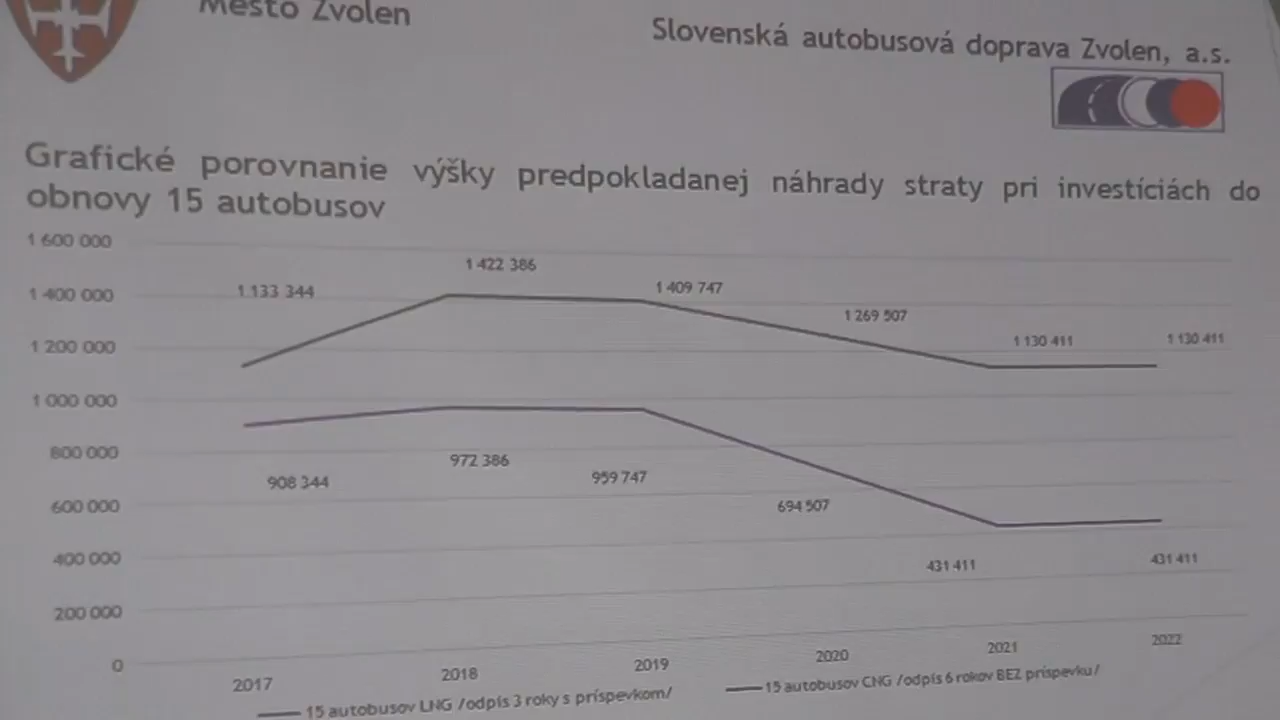 Mesto Zvolen
Slovenská autobusová doprava Zvolen, a.s.
Grafické porovnanie výšky predpokladanej náhrady straty pri investíciách do
obnovy 15 autobusov
1 600 000
1 400 000
1 200 000
1 000 000
800 000
600 000
400 000
200 000
0
1 133 344
1 422 386
1 409 747
1 269 507
1 130 411
1 130 411
908 344
972 386
959 747
694 507
431 411
431 411
2017
2018
2019
2020
2021
2022
15 autobusov LNG /odpis 3 roky s príspevkom/
15 autobusov CNG /odpis 6 rokov BEZ príspevku/